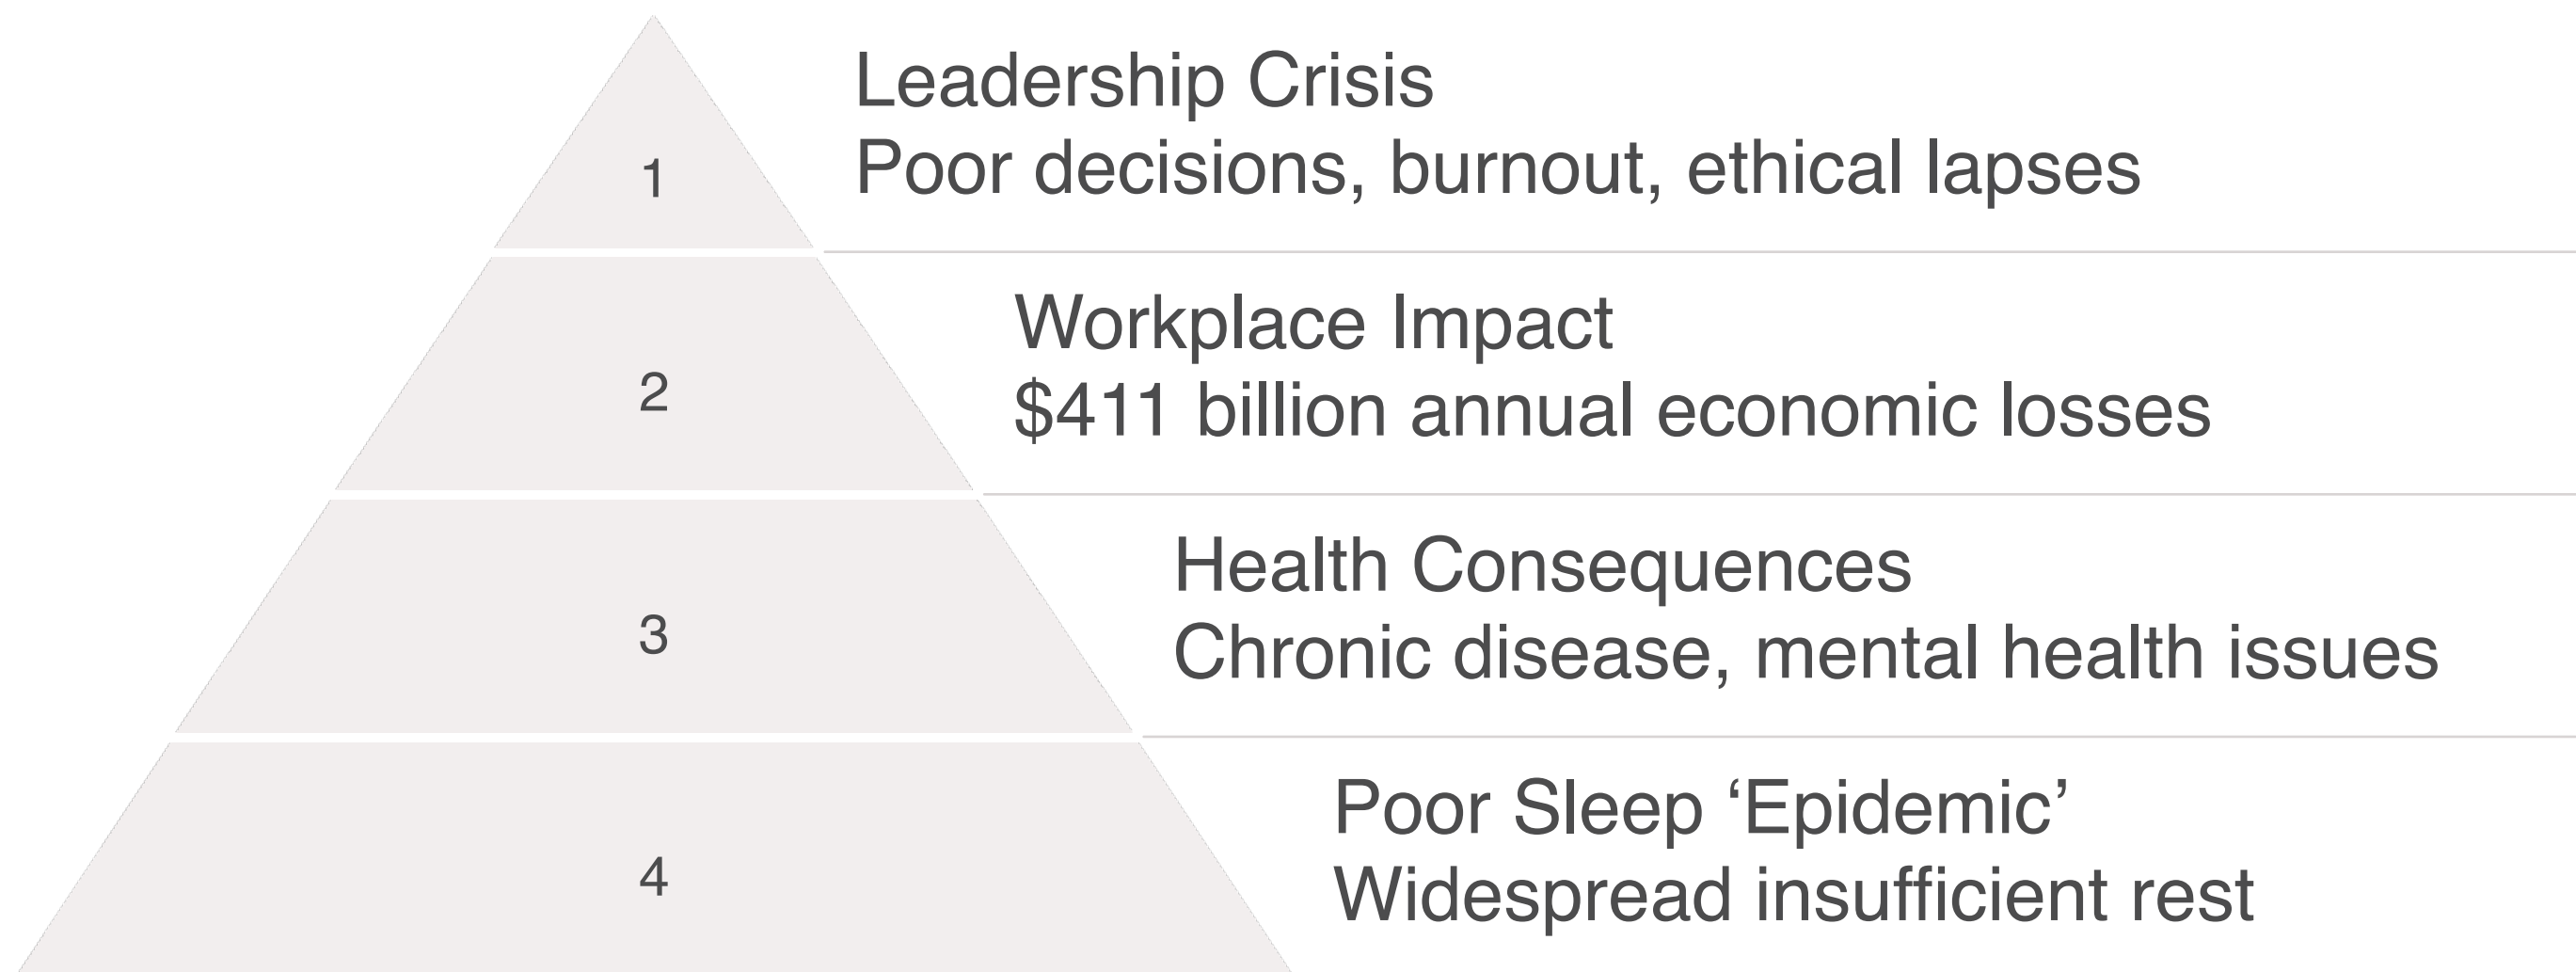 1
Leadership Crisis
Poor decisions, burnout, ethical lapses
2
Workplace Impact
$411 billion annual economic losses
3
Health Consequences
Chronic disease, mental health issues
4
Poor Sleep ‘Epidemic’
Widespread insufficient rest